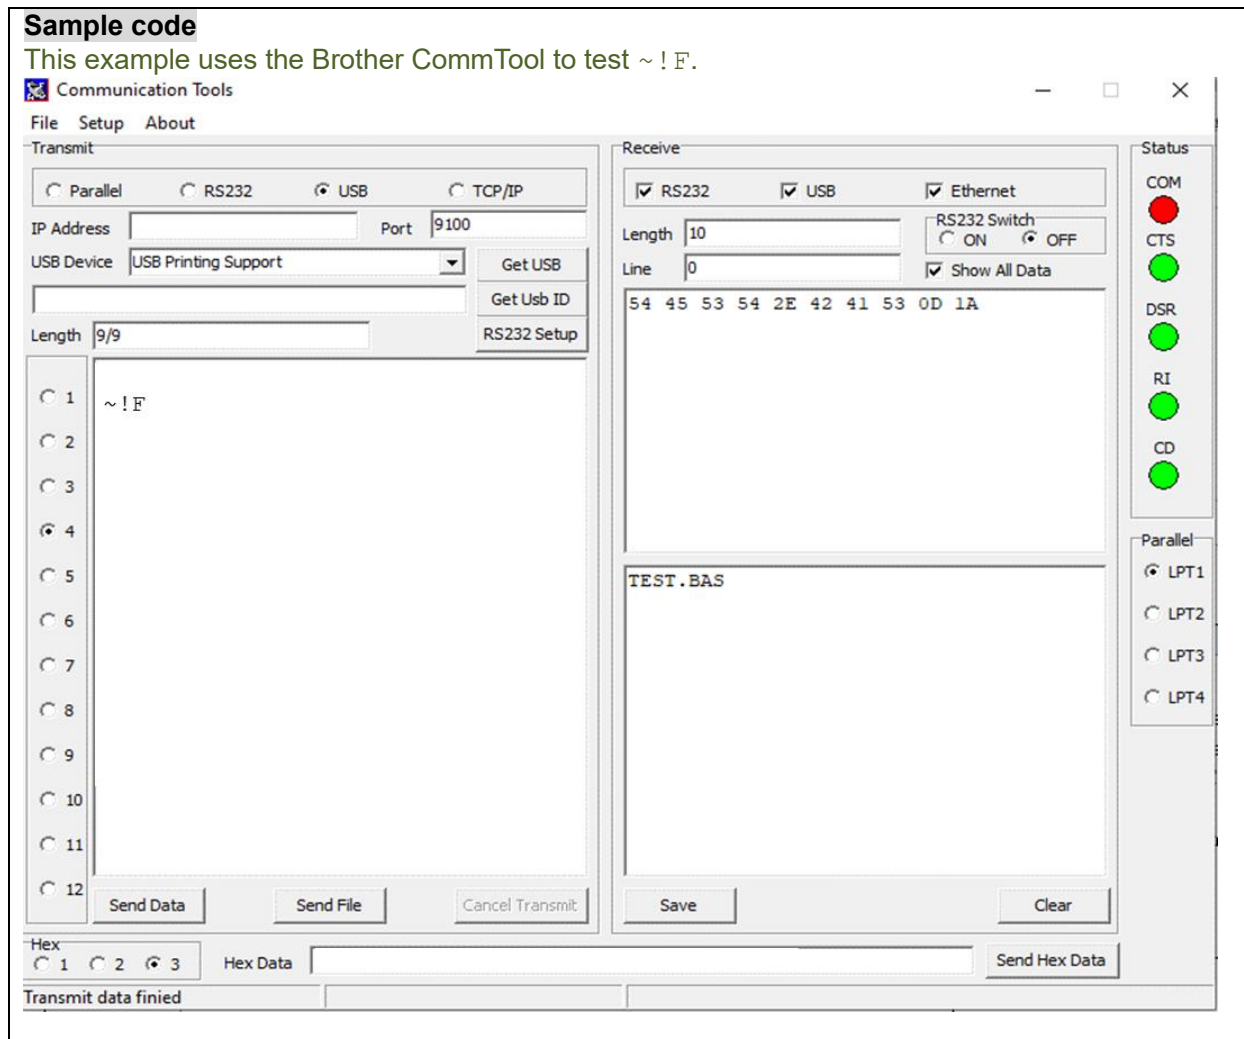 Sample code
This example uses the Brother CommTool to test ~!F.
Communication Tools
File Setup About
Transmit
Parallel RS232 USB TCP/IP
IP Address Port 9100
USB Device USB Printing Support Get USB
Get Usb ID
Length 9/9 RS232 Setup
1
2
3
4
5
6
7
8
9
10
11
12
~!F
Send Data Send File Cancel Transmit
Receive
RS232 USB Ethernet
Length 10
RS232 Switch
ON OFF
Line 0 Show All Data
54 45 53 54 2E 42 41 53 0D 1A
TEST.BAS
Save Clear
Status
COM
CTS
DSR
RI
CD
Parallel
LPT1
LPT2
LPT3
LPT4
Hex
1 2 3 Hex Data Send Hex Data
Transmit data finied